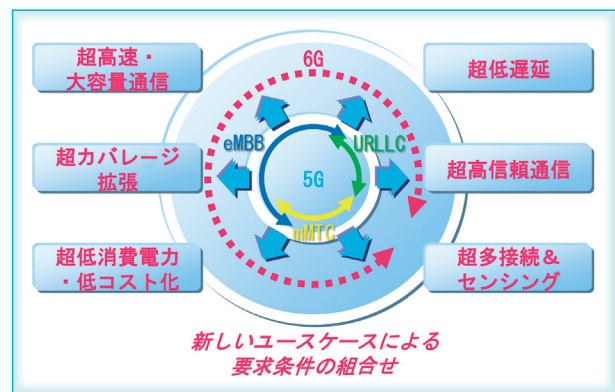 超高速・
大容量通信
6G
超低遅延
eMBB
URLLC
超カバレージ
拡張
5G
超高信頼通信
mMTC
超低消費電力
・低コスト化
超多接続&
センシング
新しいユースケースによる
要求条件の組合せ